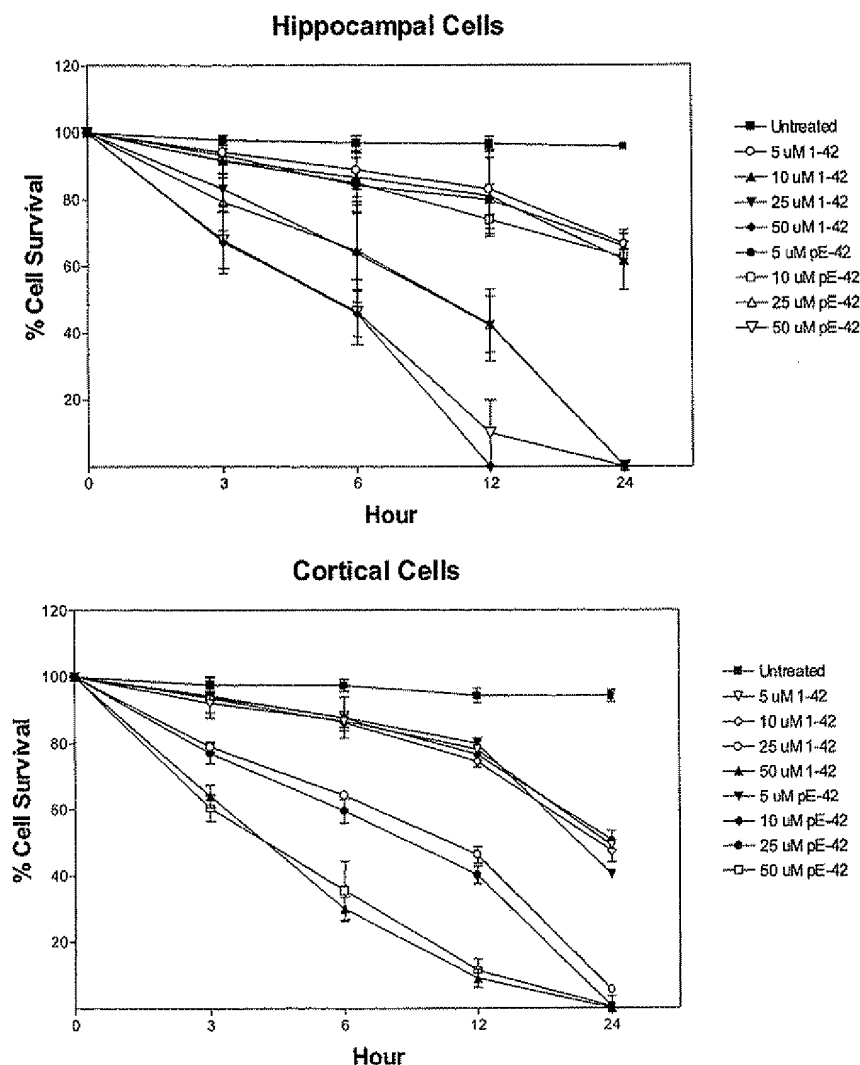 Hippocampal Cells
120
100
80
60
40
20
% Cell Survival
0 3 6 12 24
Hour
Untreated
5 uM 1-42
10 uM 1-42
25 uM 1-42
50 uM 1-42
5 uM pE-42
10 uM pE-42
25 uM pE-42
50 uM pE-42
Cortical Cells
120
100
80
60
40
20
% Cell Survival
0 3 6 12 24
Hour
Untreated
5 uM 1-42
10 uM 1-42
25 uM 1-42
50 uM 1-42
5 uM pE-42
10 uM pE-42
25 uM pE-42
50 uM pE-42